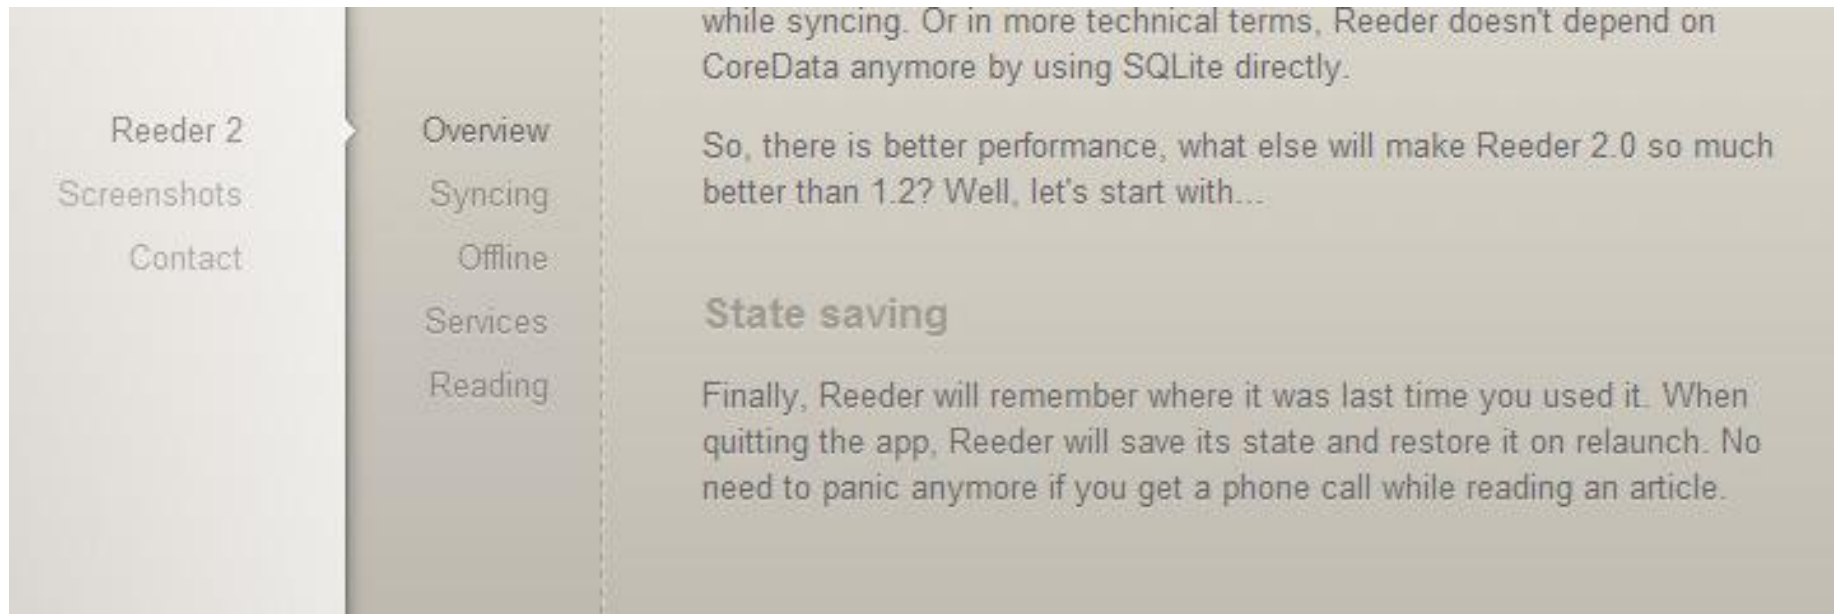 Reeder 2
Screenshots
Contact
Overview
Syncing
Offline
Services
Reading
while syncing. Or in more technical terms, Reeder doesn't depend on
CoreData anymore by using SQLite directly.
So, there is better performance, what else will make Reeder 2.0 so much
better than 1.2? Well, let's start with...
State saving
Finally, Reeder will remember where it was last time you used it. When
quitting the app, Reeder will save its state and restore it on relaunch. No
need to panic anymore if you get a phone call while reading an article.